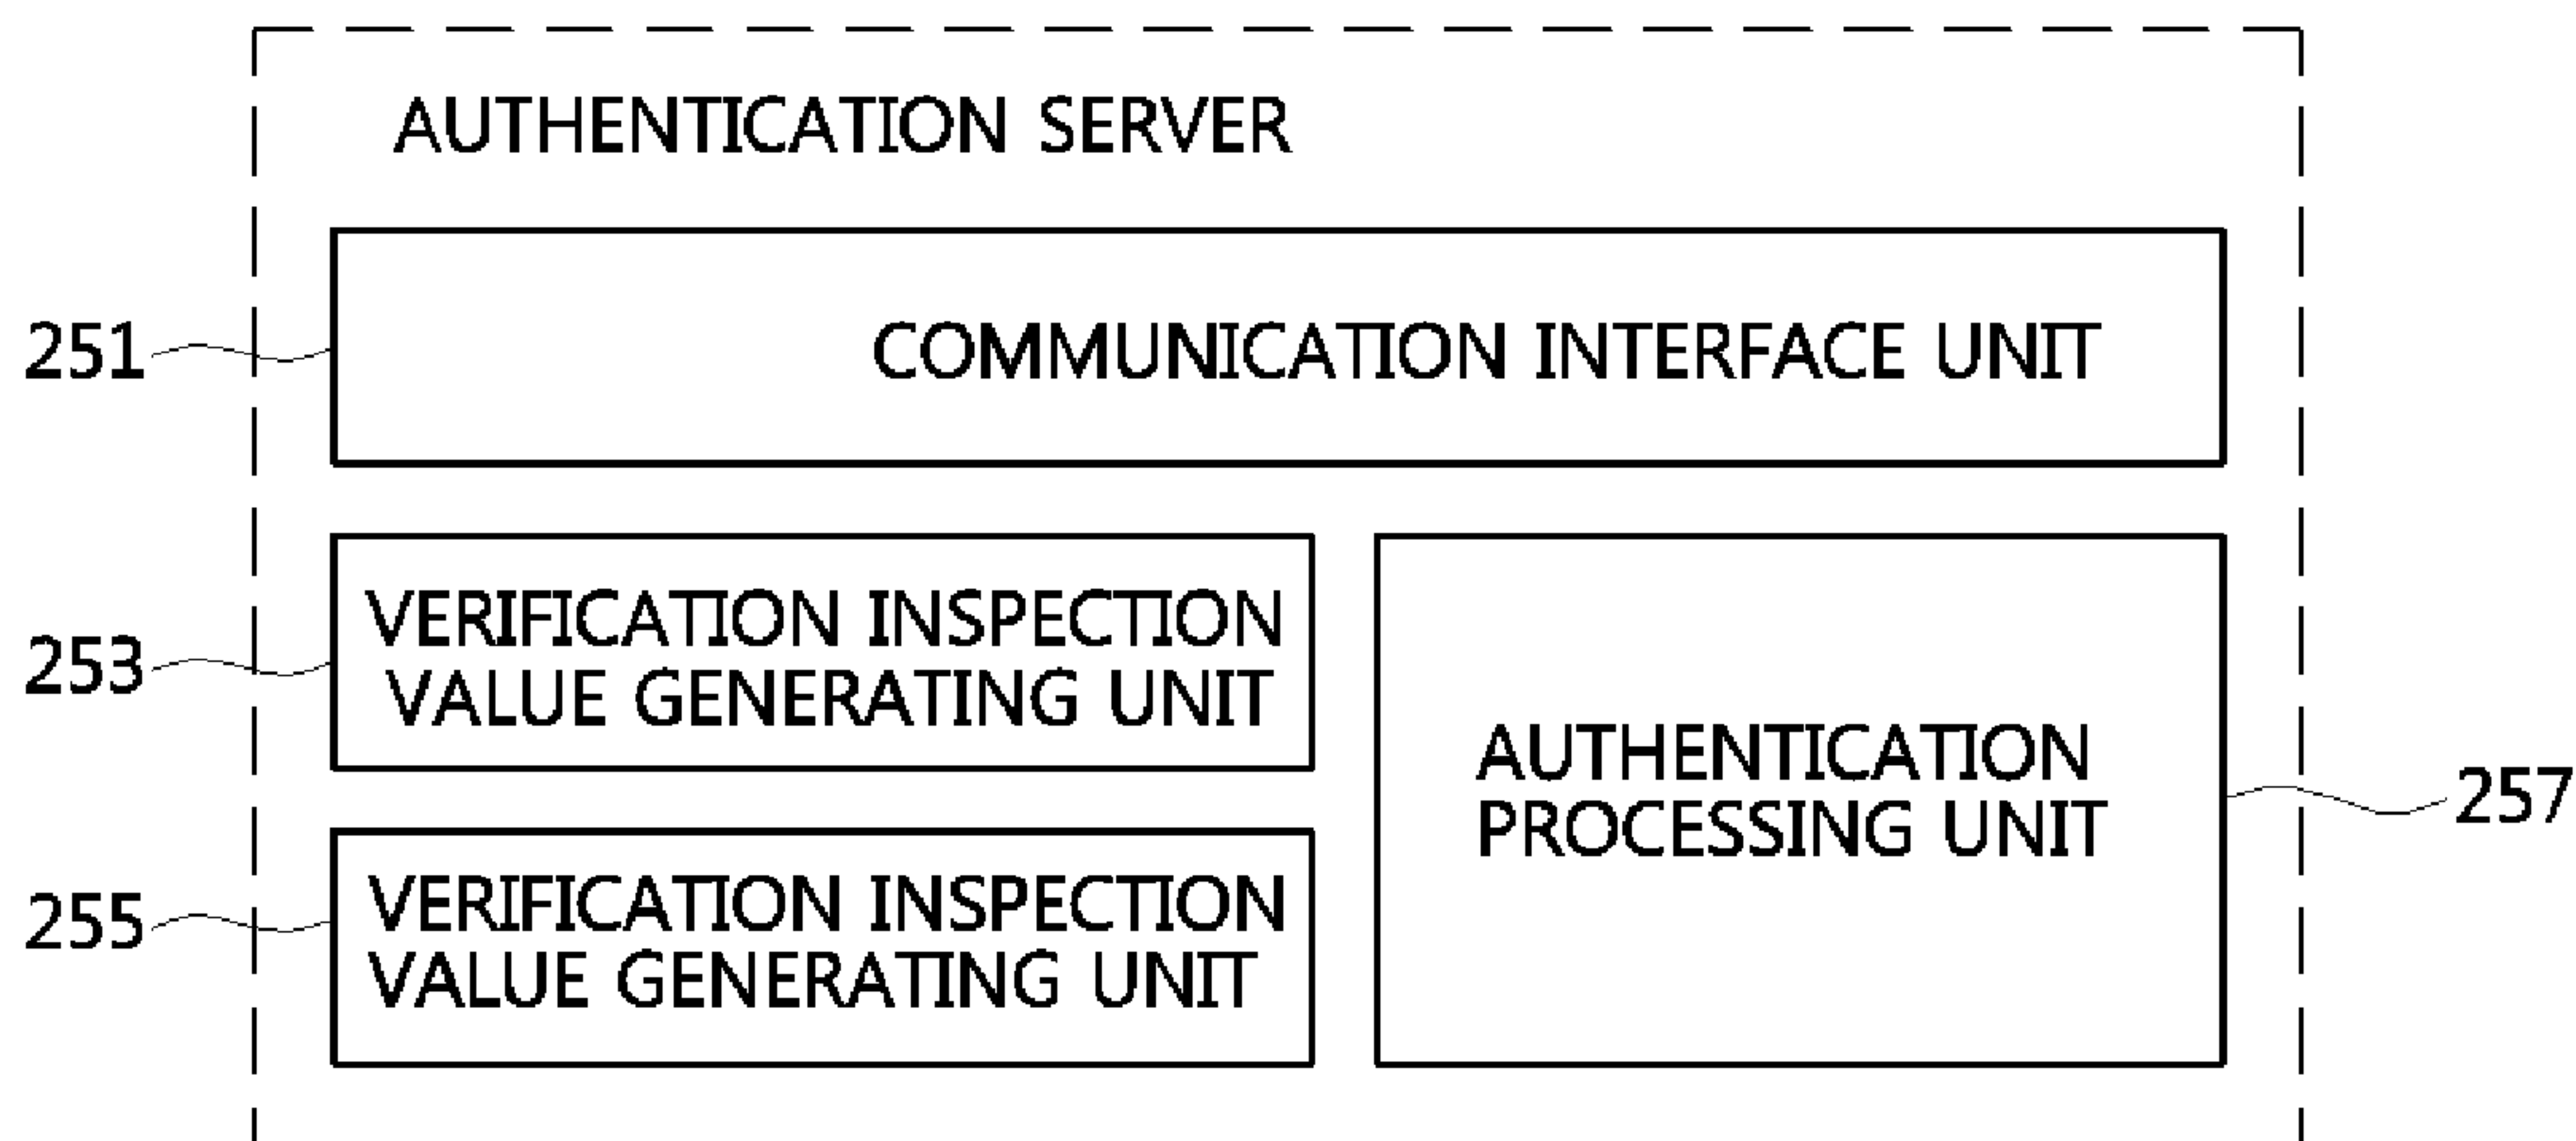 AUTHENTICATION SERVER
251
COMMUNICATION INTERFACE UNIT
253
VERIFICATION INSPECTION
VALUE GENERATING UNIT
255
VERIFICATION INSPECTION
VALUE GENERATING UNIT
AUTHENTICATION
PROCESSING UNIT
257